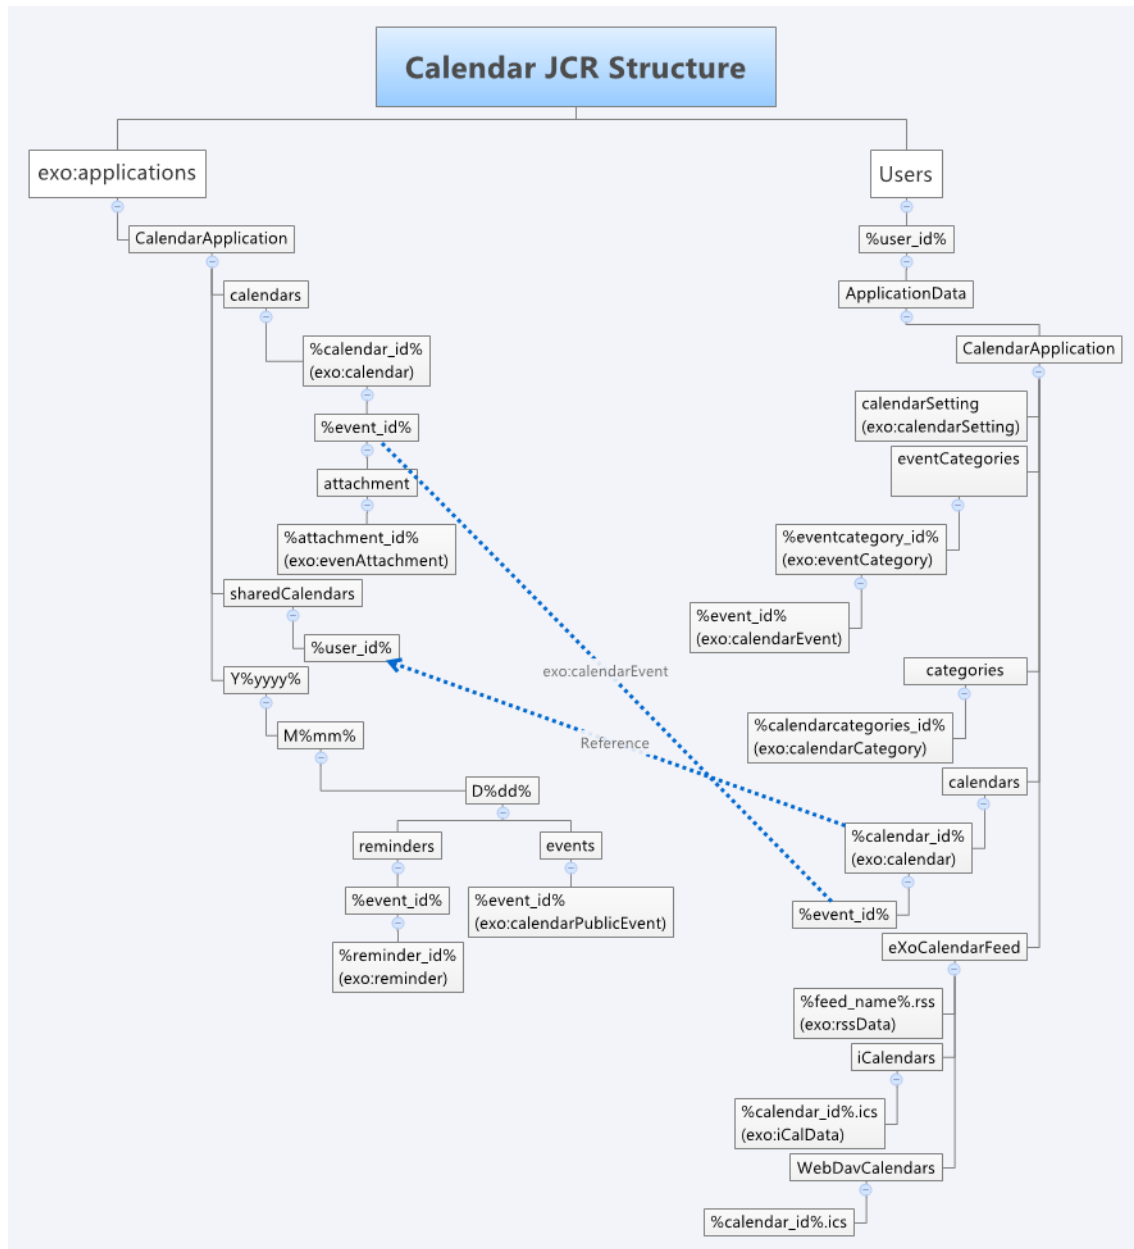 Calendar JCR Structure
exo:applications
CalendarApplication
calendars
%calendar_id%
(exo:calendar)
%event_id%
attachment
%attachment_id%
(exo:evenAttachment)
sharedCalendars
%user_id%
Y%yyyy%
M%mm%
D%dd%
reminders
%event_id%
%reminder_id%
(exo:reminder)
events
%event_id%
(exo:calendarPublicEvent)
exo:calendarEvent
Reference
Users
%user_id%
ApplicationData
CalendarApplication
calendarSetting
(exo:calendarSetting)
eventCategories
%eventcategory_id%
(exo:eventCategory)
%event_id%
(exo:calendarEvent)
categories
%calendarcategories_id%
(exo:calendarCategory)
calendars
%calendar_id%
(exo:calendar)
%event_id%
eXoCalendarFeed
%feed_name%.rss
(exo:rssData)
iCalendars
%calendar_id%.ics
(exo:iCalData)
WebDavCalendars
%calendar_id%.ics